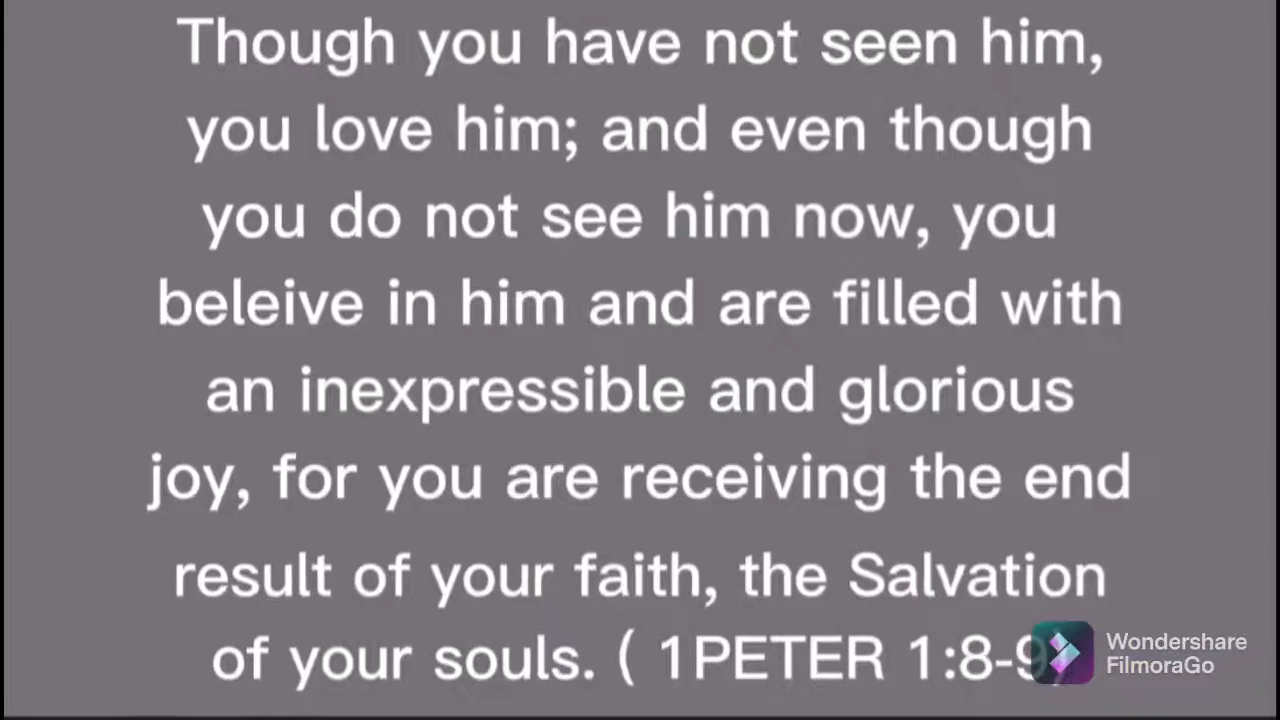 Though you have not seen him,
you love him; and even though
you do not see him now, you
beleive in him and are filled with
an inexpressible and glorious
joy, for you are receiving the end
result of your faith, the Salvation
of your souls. ( 1PETER 1:8-9)
Wondershare
FilmoraGo